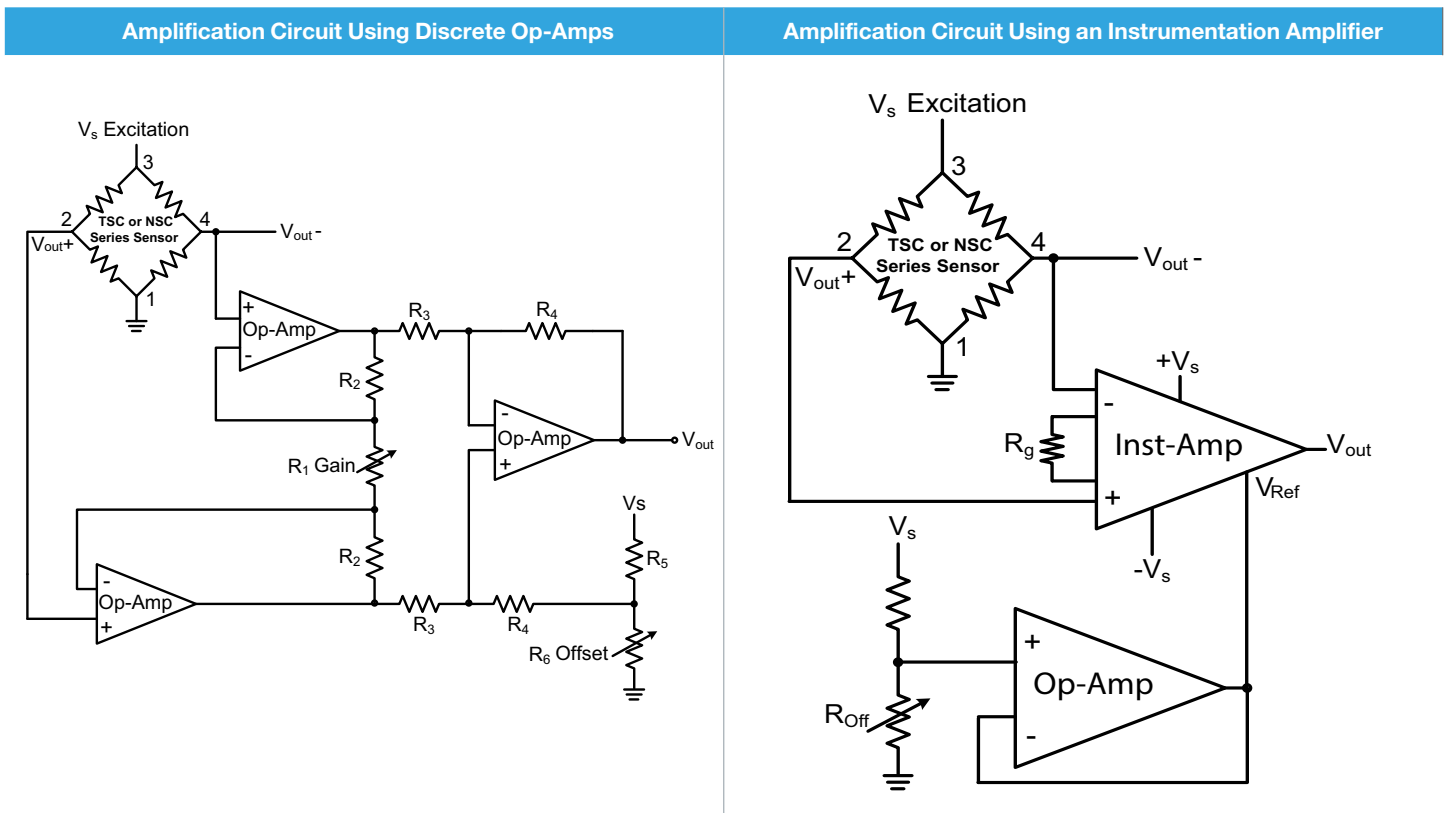 Amplification Circuit Using Discrete Op-Amps
Amplification Circuit Using an Instrumentation Amplifier
Vs Excitation
3
2
TSC or NSC
Series Sensor
4
Vout+
Vout-
1
+
Op-Amp
-
R3
R4
R2
-
Op-Amp
+
Vout
R1 Gain
Vs
R2
R5
-
Op-Amp
+
R3
R4
R6 Offset
Vs Excitation
3
2
TSC or NSC
Series Sensor
4
Vout+
Vout -
1
+Vs
-
Rg
Inst-Amp
Vout
+
VRef
Vs
-Vs
+
Op-Amp
ROff
-